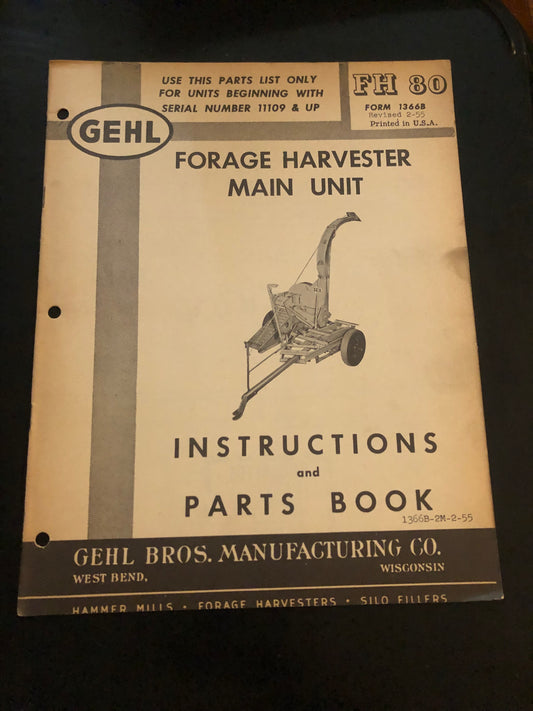 USE THIS PARTS LIST ONLY
FOR UNITS BEGINNING WITH
SERIAL NUMBER 11109 & UP
FH 80
FORM 1366B
Revised 2-55
Printed in U.S.A.
GEHL
FORAGE HARVESTER
MAIN UNIT
INSTRUCTIONS
and
PARTS BOOK
1366B-2M-2-55
GEHL BROS. MANUFACTURING CO.
WEST BEND, WISCONSIN
HAMMER MILLS • FORAGE HARVESTERS • SILO FILLERS